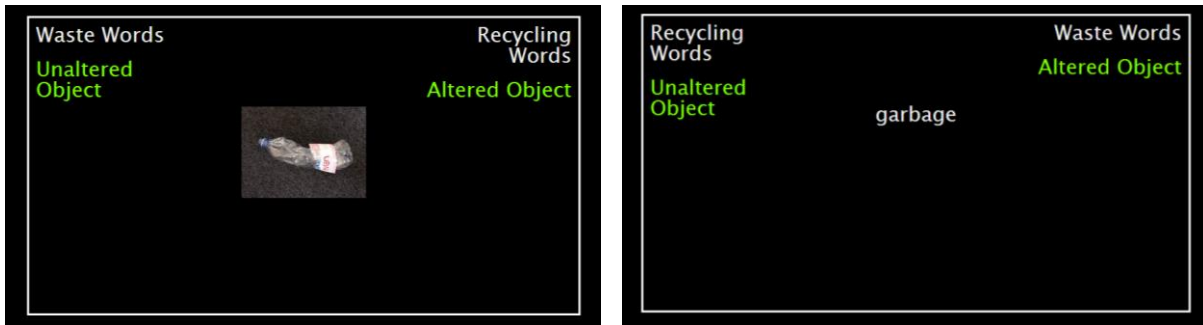 Waste Words
Recycling
Words
Unaltered
Object
Altered Object
Recycling
Words
Waste Words
Unaltered
Object
Altered Object
garbage